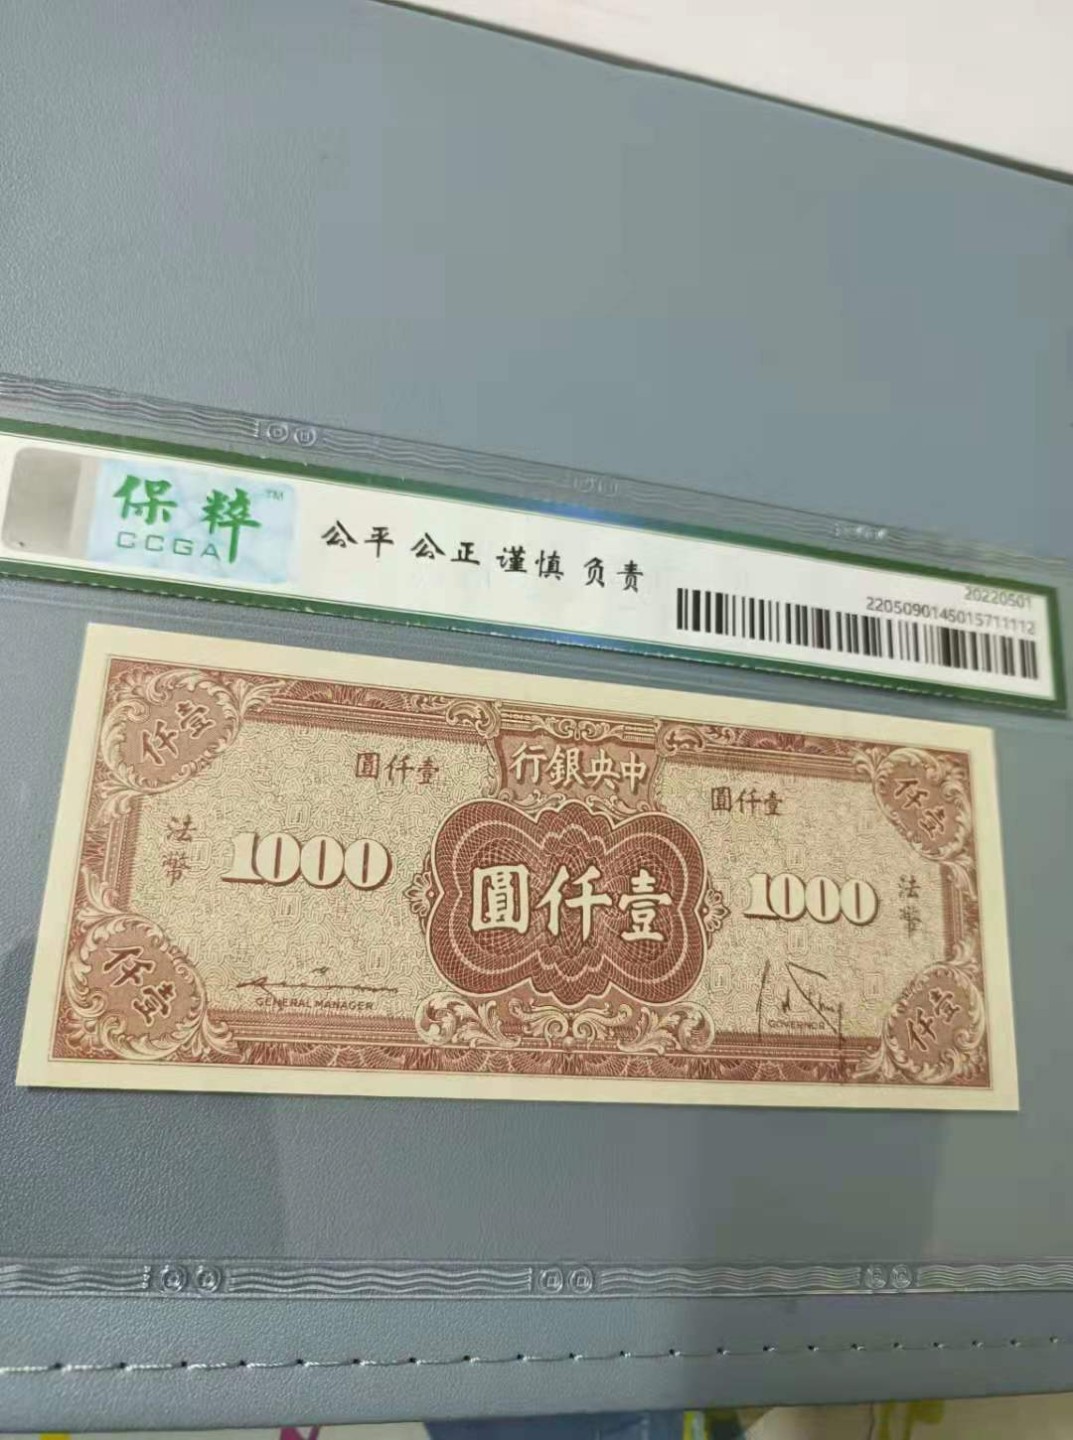 保粹 TM
CCGA
公平 公正 谨慎 负责
20220501
2205090145015711112
仟壹
仟壹
中央銀行
壹仟圓
壹仟圓
法幣
1000
壹仟圓
1000
法幣
GENERAL MANAGER
GOVERNOR
仟壹
仟壹